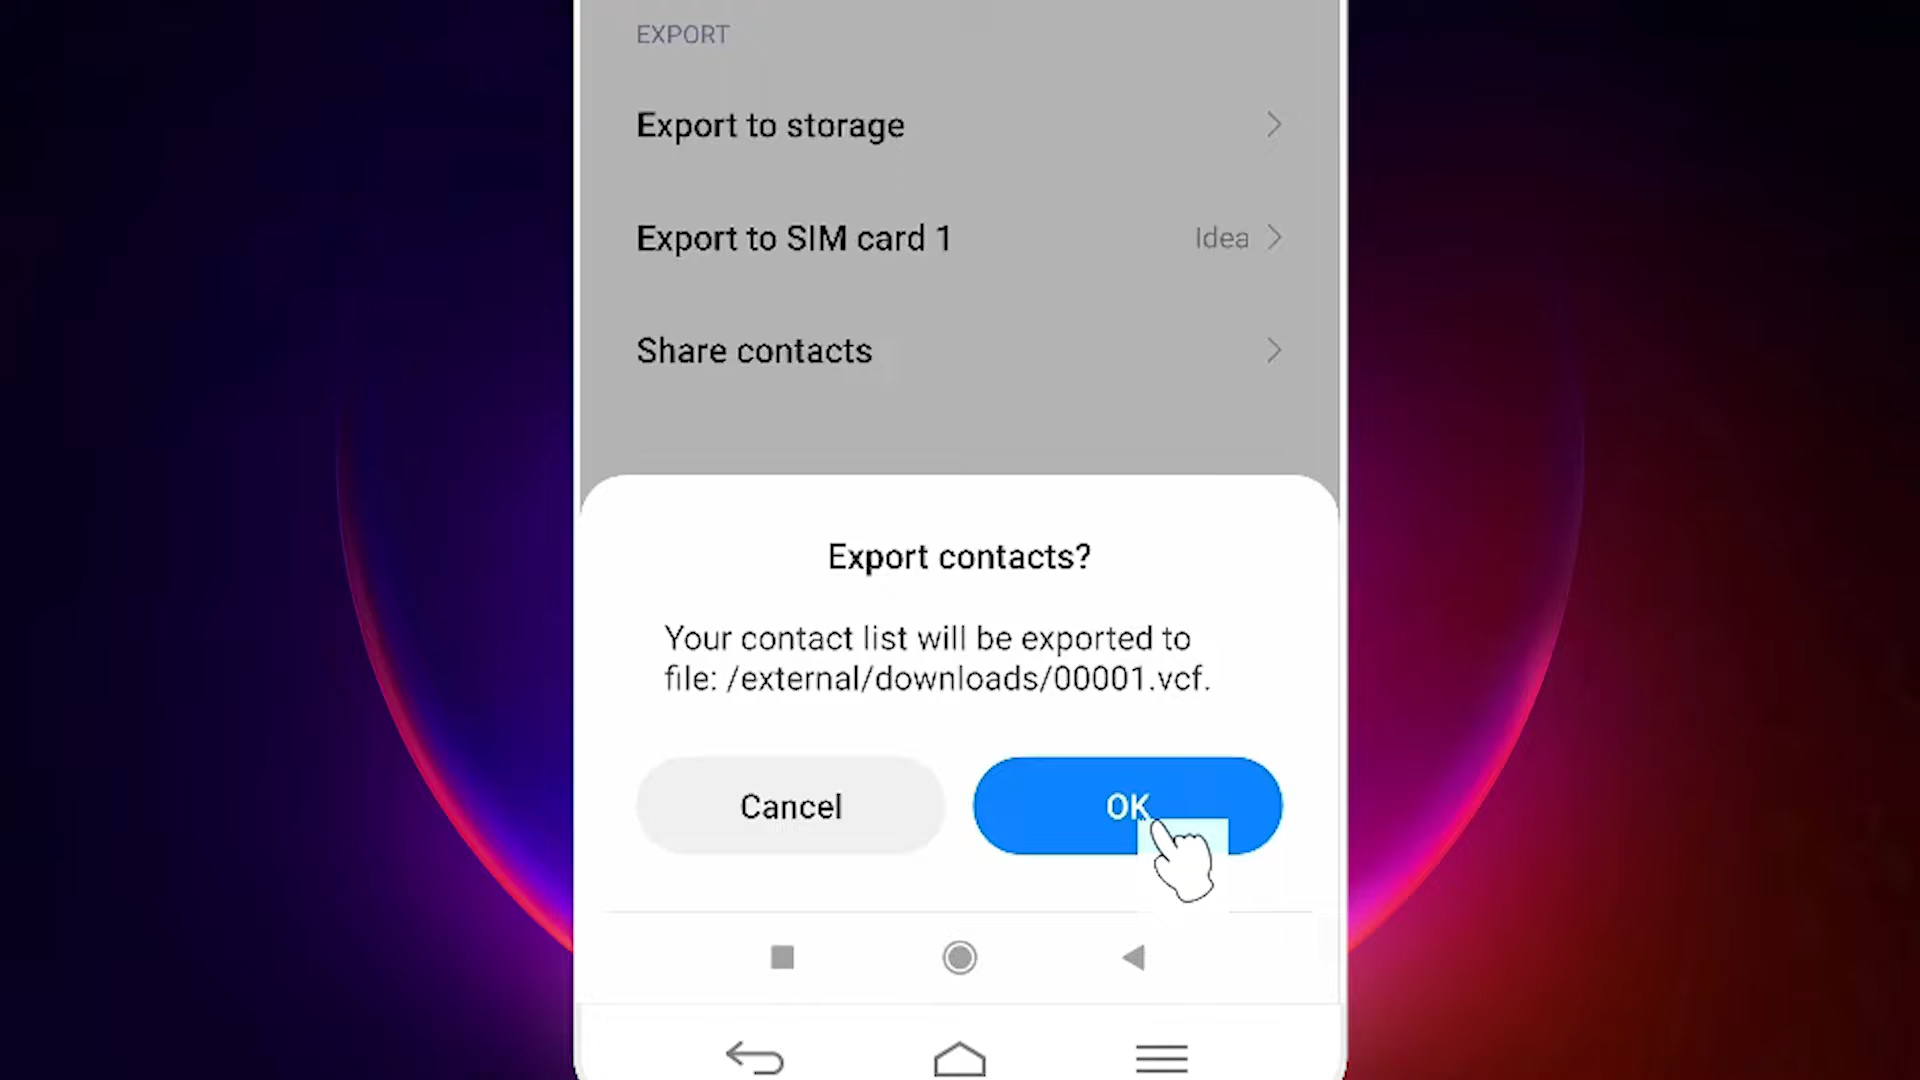 EXPORT
Export to storage
Export to SIM card 1 Idea
Share contacts
Export contacts?
Your contact list will be exported to
file: /external/downloads/00001.vcf.
Cancel OK